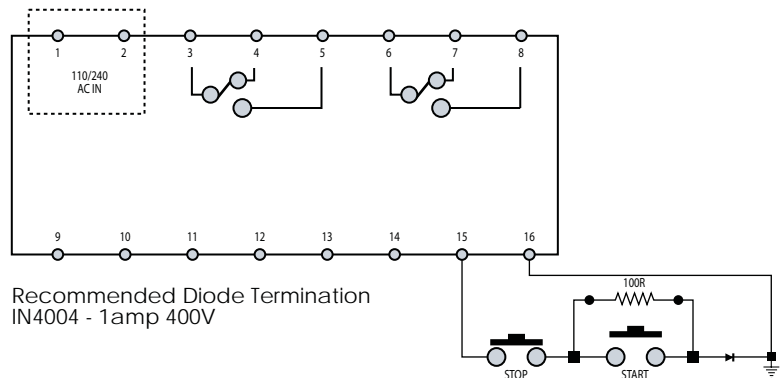 1 2 3 4 5 6 7 8
110/240
AC IN
9 10 11 12 13 14 15 16
Recommended Diode Termination
IN4004 - 1amp 400V
100R
STOP START